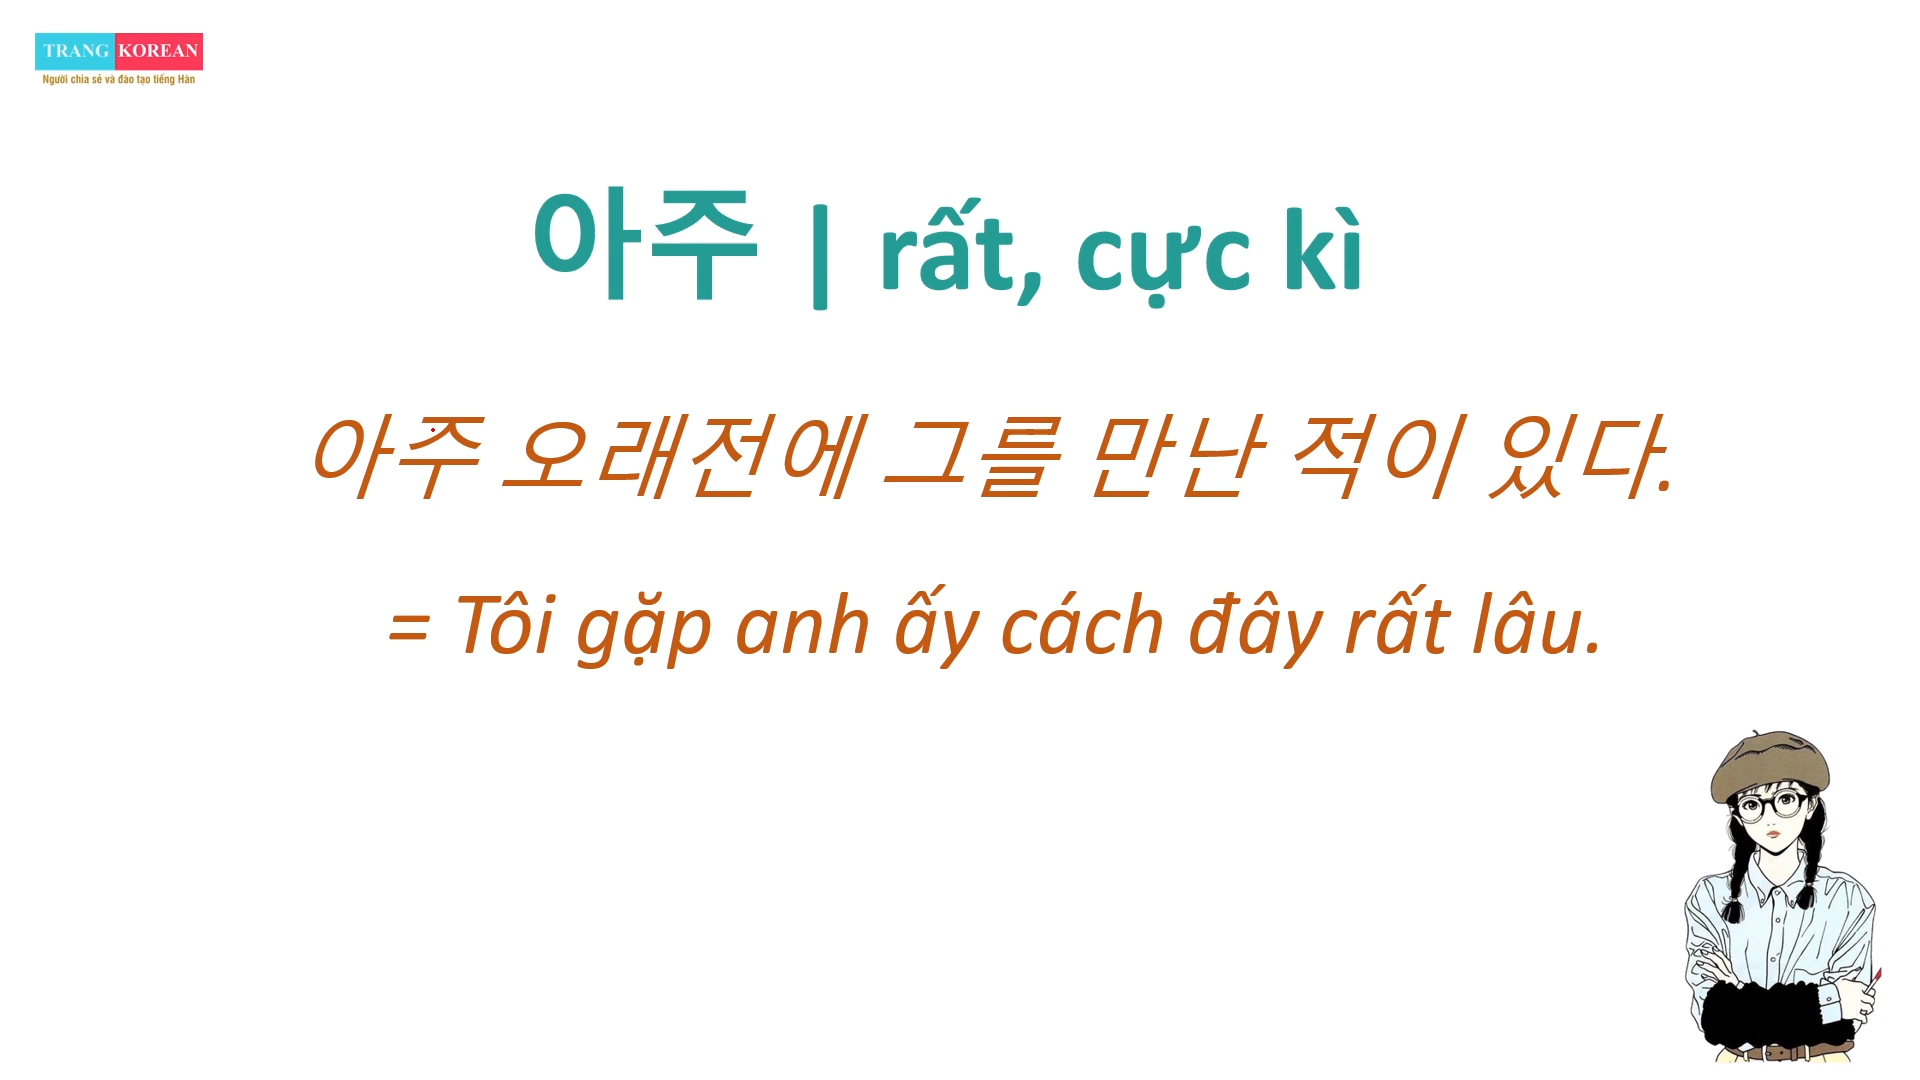 TRANG KOREAN
Người chia sẻ và đào tạo tiếng Hàn
아주 | rất, cực kì
아주 오래전에 그를 만난 적이 있다.
= Tôi gặp anh ấy cách đây rất lâu.